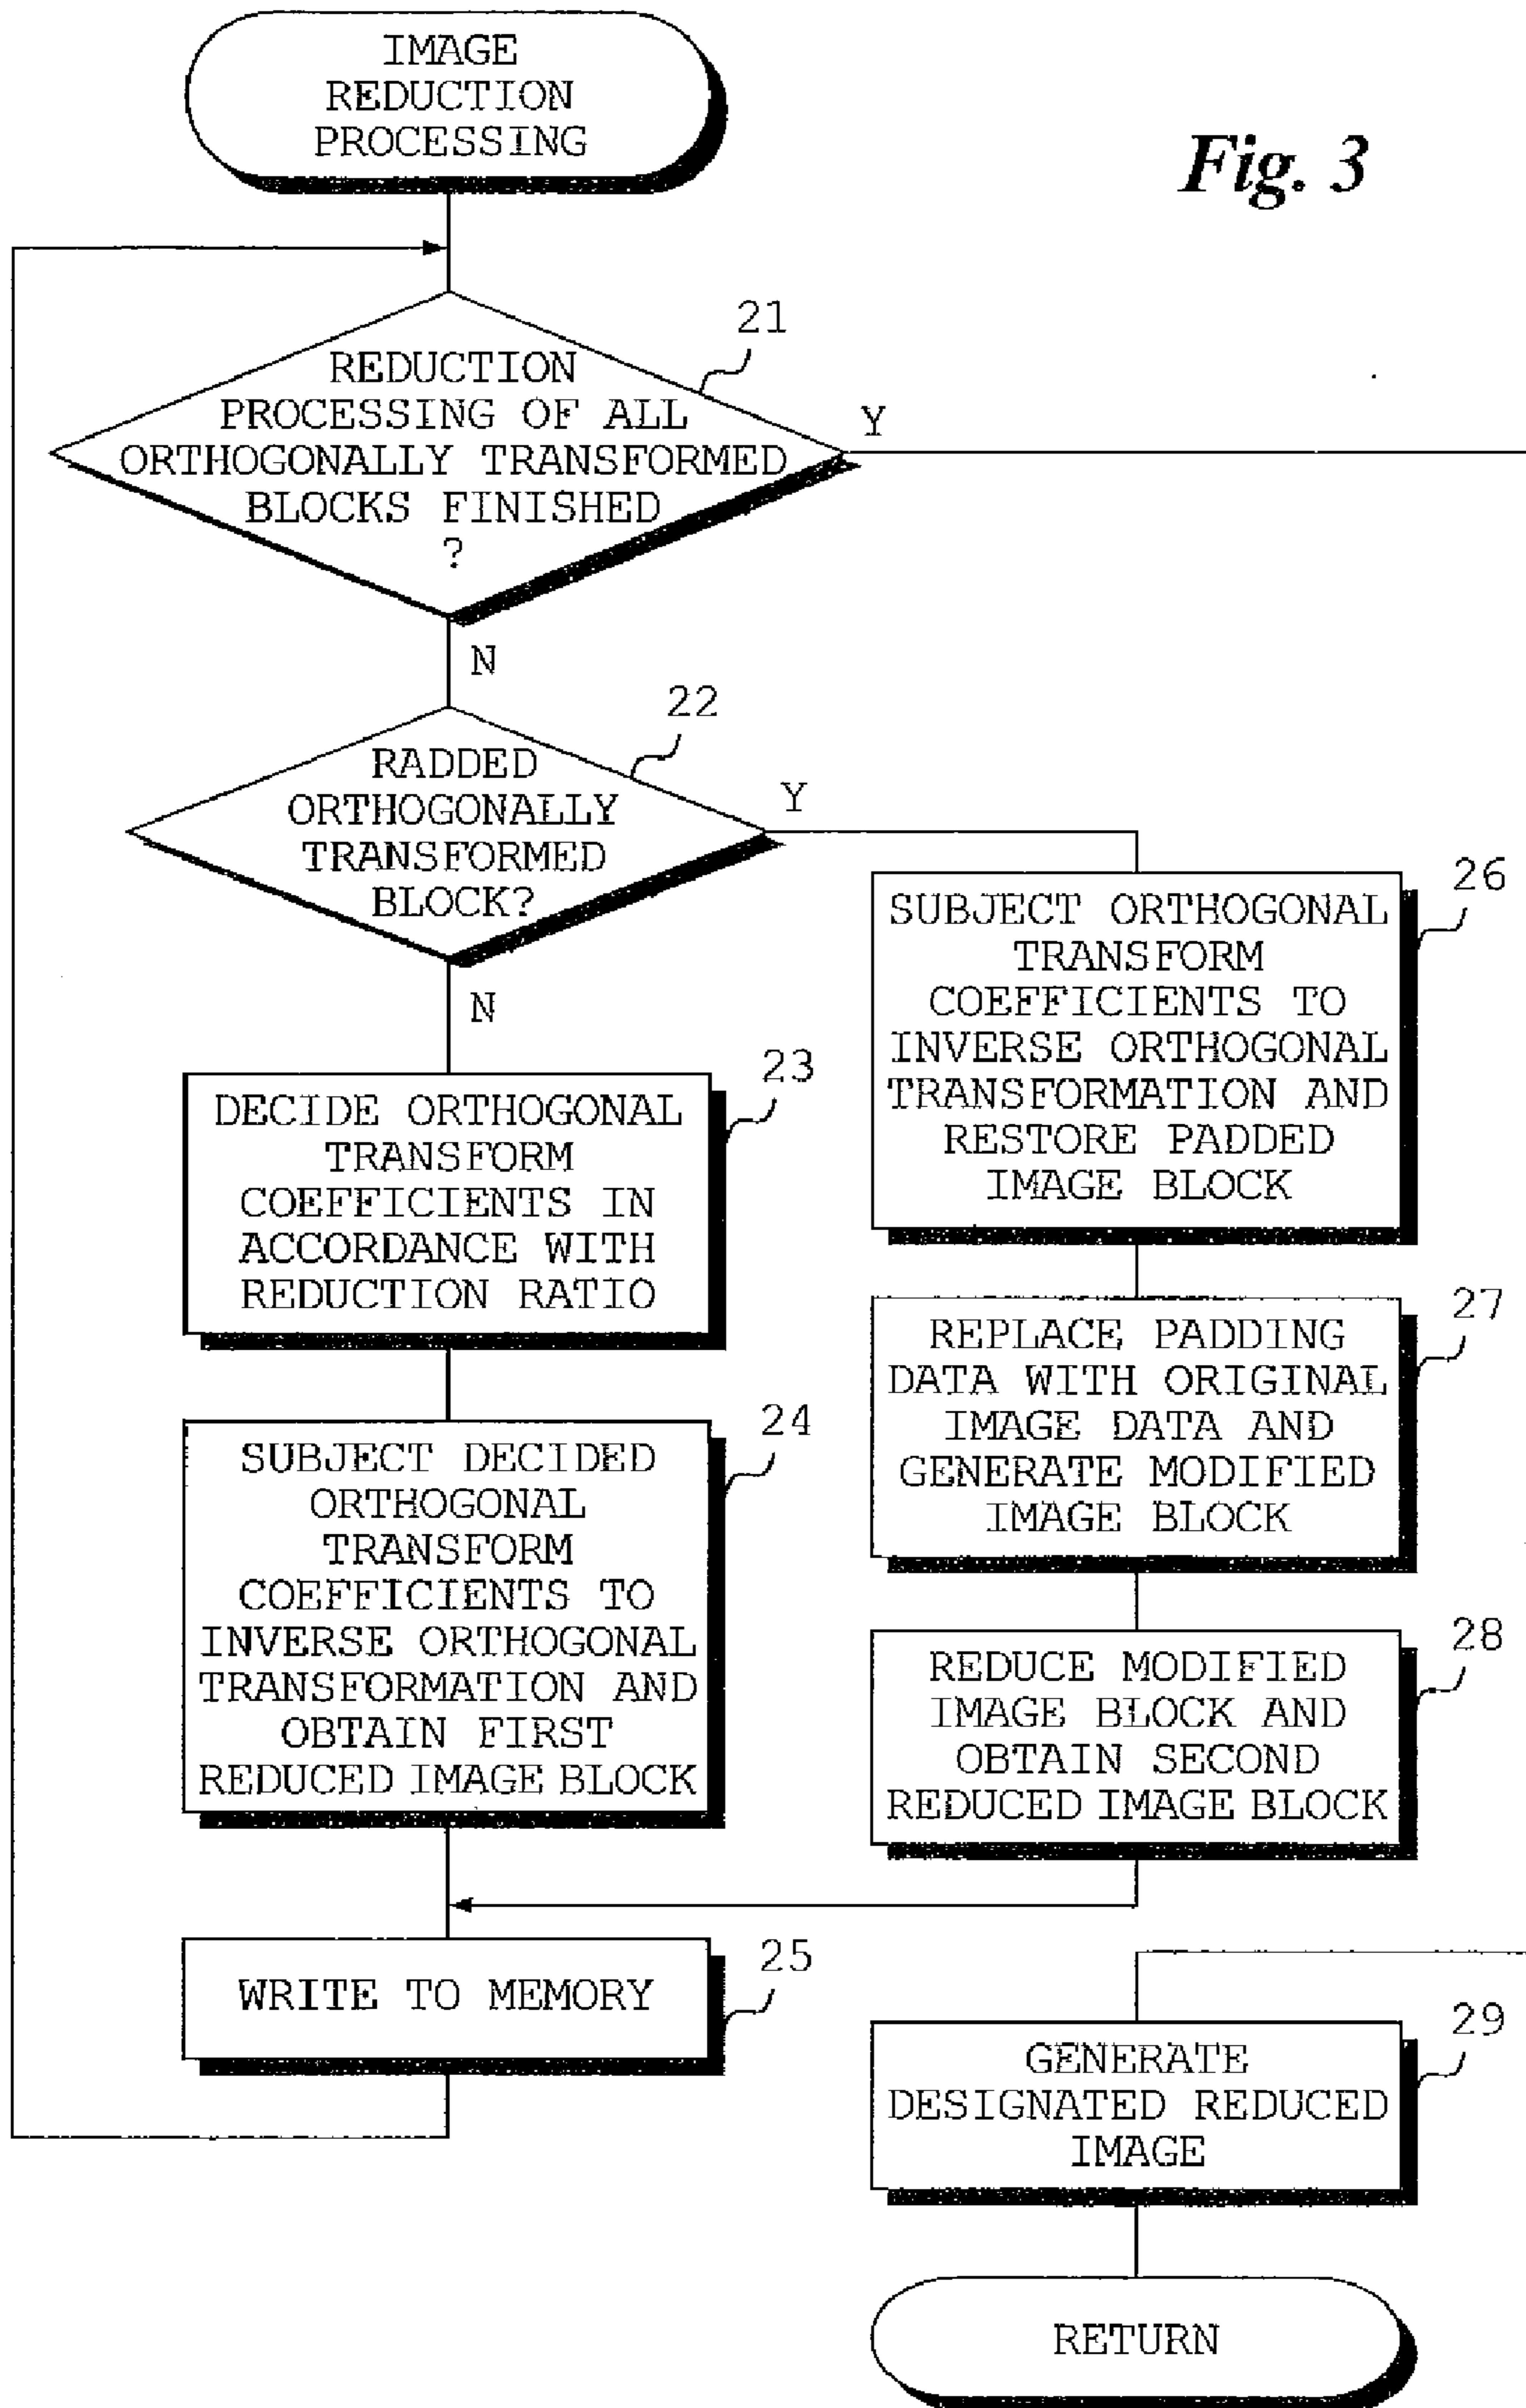 IMAGE
REDUCTION
PROCESSING
Fig. 3
21
REDUCTION
PROCESSING OF ALL
ORTHOGONALLY TRANSFORMED
BLOCKS FINISHED
?
Y
N
22
RADDED
ORTHOGONALLY
TRANSFORMED
BLOCK?
Y
N
23
DECIDE ORTHOGONAL
TRANSFORM
COEFFICIENTS IN
ACCORDANCE WITH
REDUCTION RATIO
24
SUBJECT DECIDED
ORTHOGONAL
TRANSFORM
COEFFICIENTS TO
INVERSE ORTHOGONAL
TRANSFORMATION AND
OBTAIN FIRST
REDUCED IMAGE BLOCK
25
WRITE TO MEMORY
26
SUBJECT ORTHOGONAL
TRANSFORM
COEFFICIENTS TO
INVERSE ORTHOGONAL
TRANSFORMATION AND
RESTORE PADDED
IMAGE BLOCK
27
REPLACE PADDING
DATA WITH ORIGINAL
IMAGE DATA AND
GENERATE MODIFIED
IMAGE BLOCK
28
REDUCE MODIFIED
IMAGE BLOCK AND
OBTAIN SECOND
REDUCED IMAGE BLOCK
29
GENERATE
DESIGNATED REDUCED
IMAGE
RETURN